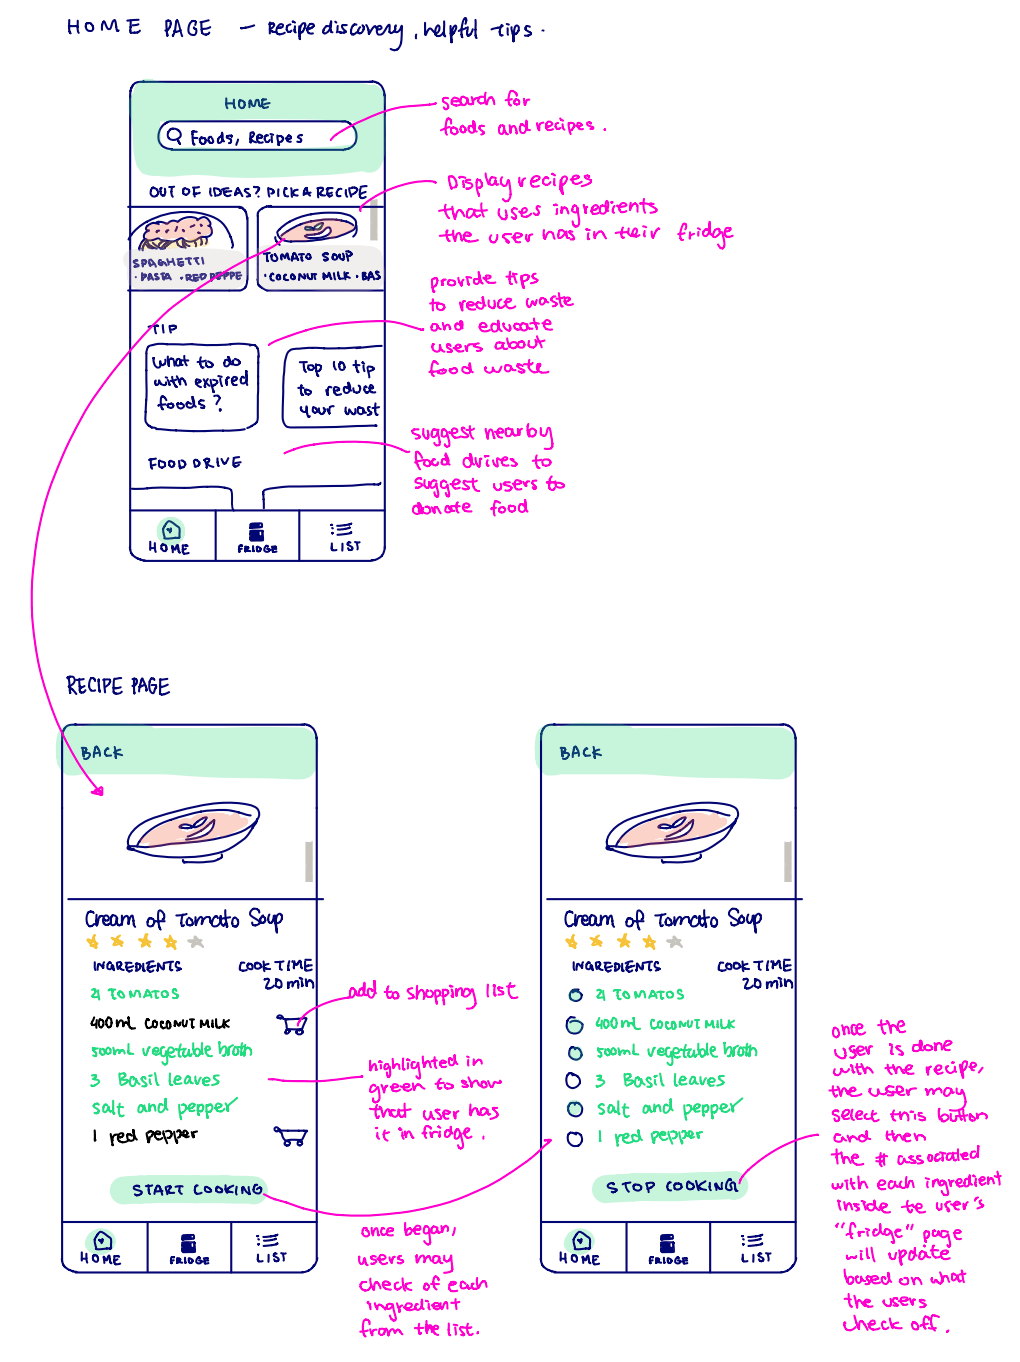 HOME PAGE - Recipe discovery, helpful tips.
HOME
Foods, Recipes
search for
foods and recipes.
OUT OF IDEAS? PICK A RECIPE
SPAGHETTI
· PASTA · RED PEPPE
TOMATO SOUP
· COCONUT MILK · BAS
Display recipes
that uses ingredients
the user has in their fridge
TIP
What to do
with expired
foods?
Top 10 tip
to reduce
your wast
provide tips
to reduce waste
and educate
users about
food waste
FOOD DRIVE
suggest nearby
food drives to
suggest users to
donate food
HOME
FRIDGE
LIST
RECIPE PAGE
BACK
Cream of Tomato Soup
INGREDIENTS
COOK TIME
20 min
4 TOMATOS
400mL COCONUT MILK
500mL vegetable broth
3 Basil leaves
salt and pepper
1 red pepper
START COOKING
HOME
FRIDGE
LIST
add to shopping list
highlighted in
green to show
that user has
it in fridge.
once began,
users may
check of each
ingredient
from the list.
BACK
Cream of Tomato Soup
INGREDIENTS
COOK TIME
20 min
4 TOMATOS
400mL COCONUT MILK
500mL vegetable broth
3 Basil leaves
salt and pepper
1 red pepper
STOP COOKING
HOME
FRIDGE
LIST
once the
user is done
with the recipe,
the user may
select this button
and then
the # associated
with each ingredient
inside te user's
"fridge" page
will update
based on what
the users
check off.